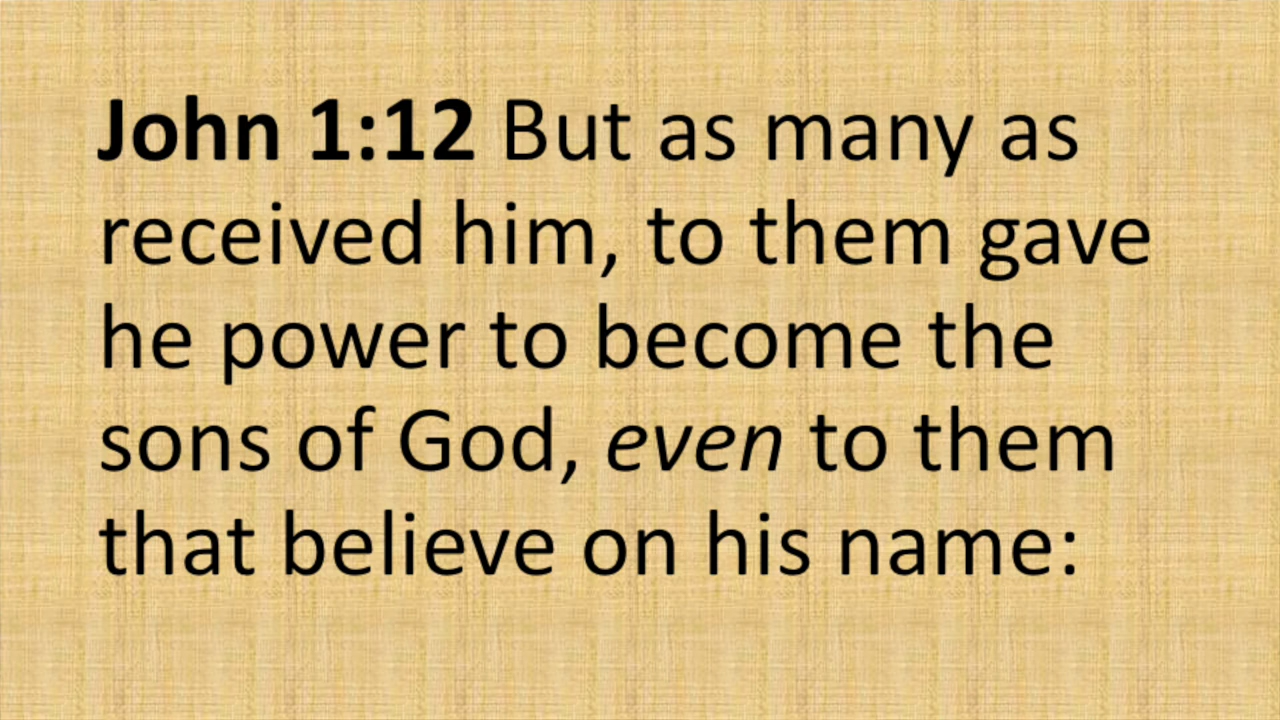 John 1:12 But as many as
received him, to them gave
he power to become the
sons of God, even to them
that believe on his name: